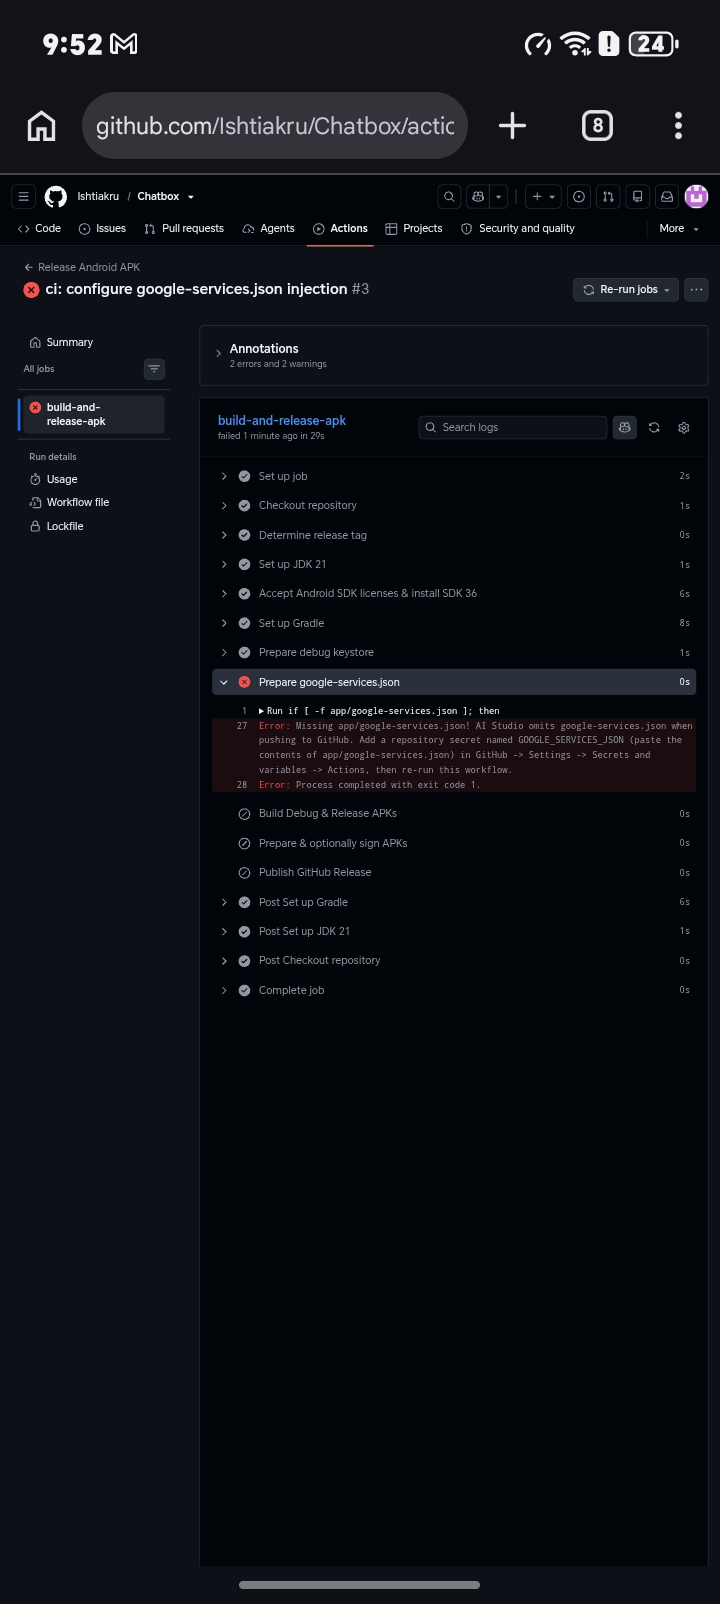 9:52
24
github.com/Ishtiakru/Chatbox/actic
8
Ishtiakru / Chatbox
Code Issues Pull requests Agents Actions Projects Security and quality More
Release Android APK
ci: configure google-services.json injection #3
Re-run jobs
Summary
All jobs
build-and-
release-apk
Run details
Usage
Workflow file
Lockfile
Annotations
2 errors and 2 warnings
build-and-release-apk
failed 1 minute ago in 29s
Search logs
Set up job 2s
Checkout repository 1s
Determine release tag 0s
Set up JDK 21 1s
Accept Android SDK licenses & install SDK 36 6s
Set up Gradle 8s
Prepare debug keystore 1s
Prepare google-services.json 0s
1 Run if [ -f app/google-services.json ]; then
27 Error: Missing app/google-services.json! AI Studio omits google-services.json when
pushing to GitHub. Add a repository secret named GOOGLE_SERVICES_JSON (paste the
contents of app/google-services.json) in GitHub -> Settings -> Secrets and
variables -> Actions, then re-run this workflow.
28 Error: Process completed with exit code 1.
Build Debug & Release APKs 0s
Prepare & optionally sign APKs 0s
Publish GitHub Release 0s
Post Set up Gradle 6s
Post Set up JDK 21 1s
Post Checkout repository 0s
Complete job 0s